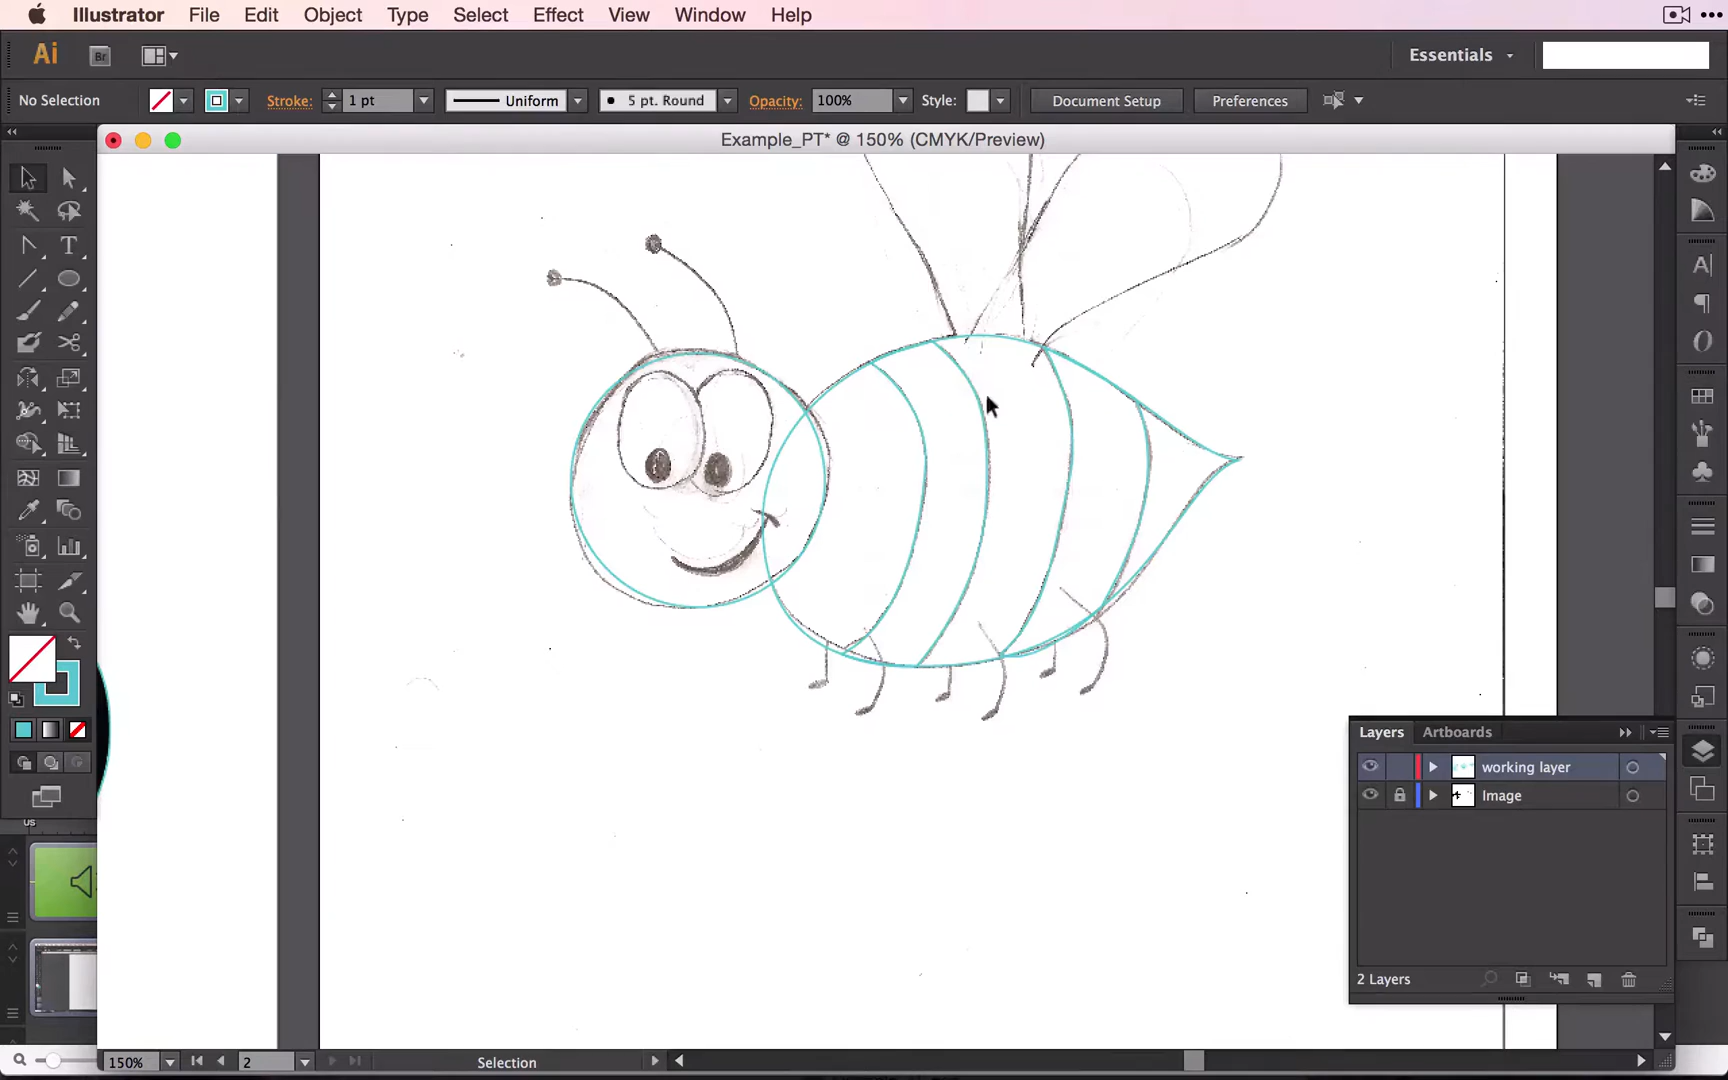 Illustrator File Edit Object Type Select Effect View Window Help
Ai Br Essentials
No Selection Stroke: 1 pt Uniform 5 pt. Round Opacity: 100% Style: Document Setup Preferences
Example_PT* @ 150% (CMYK/Preview)
T
A
O
Layers Artboards
working layer
Image
US
2 Layers
150% 2 Selection